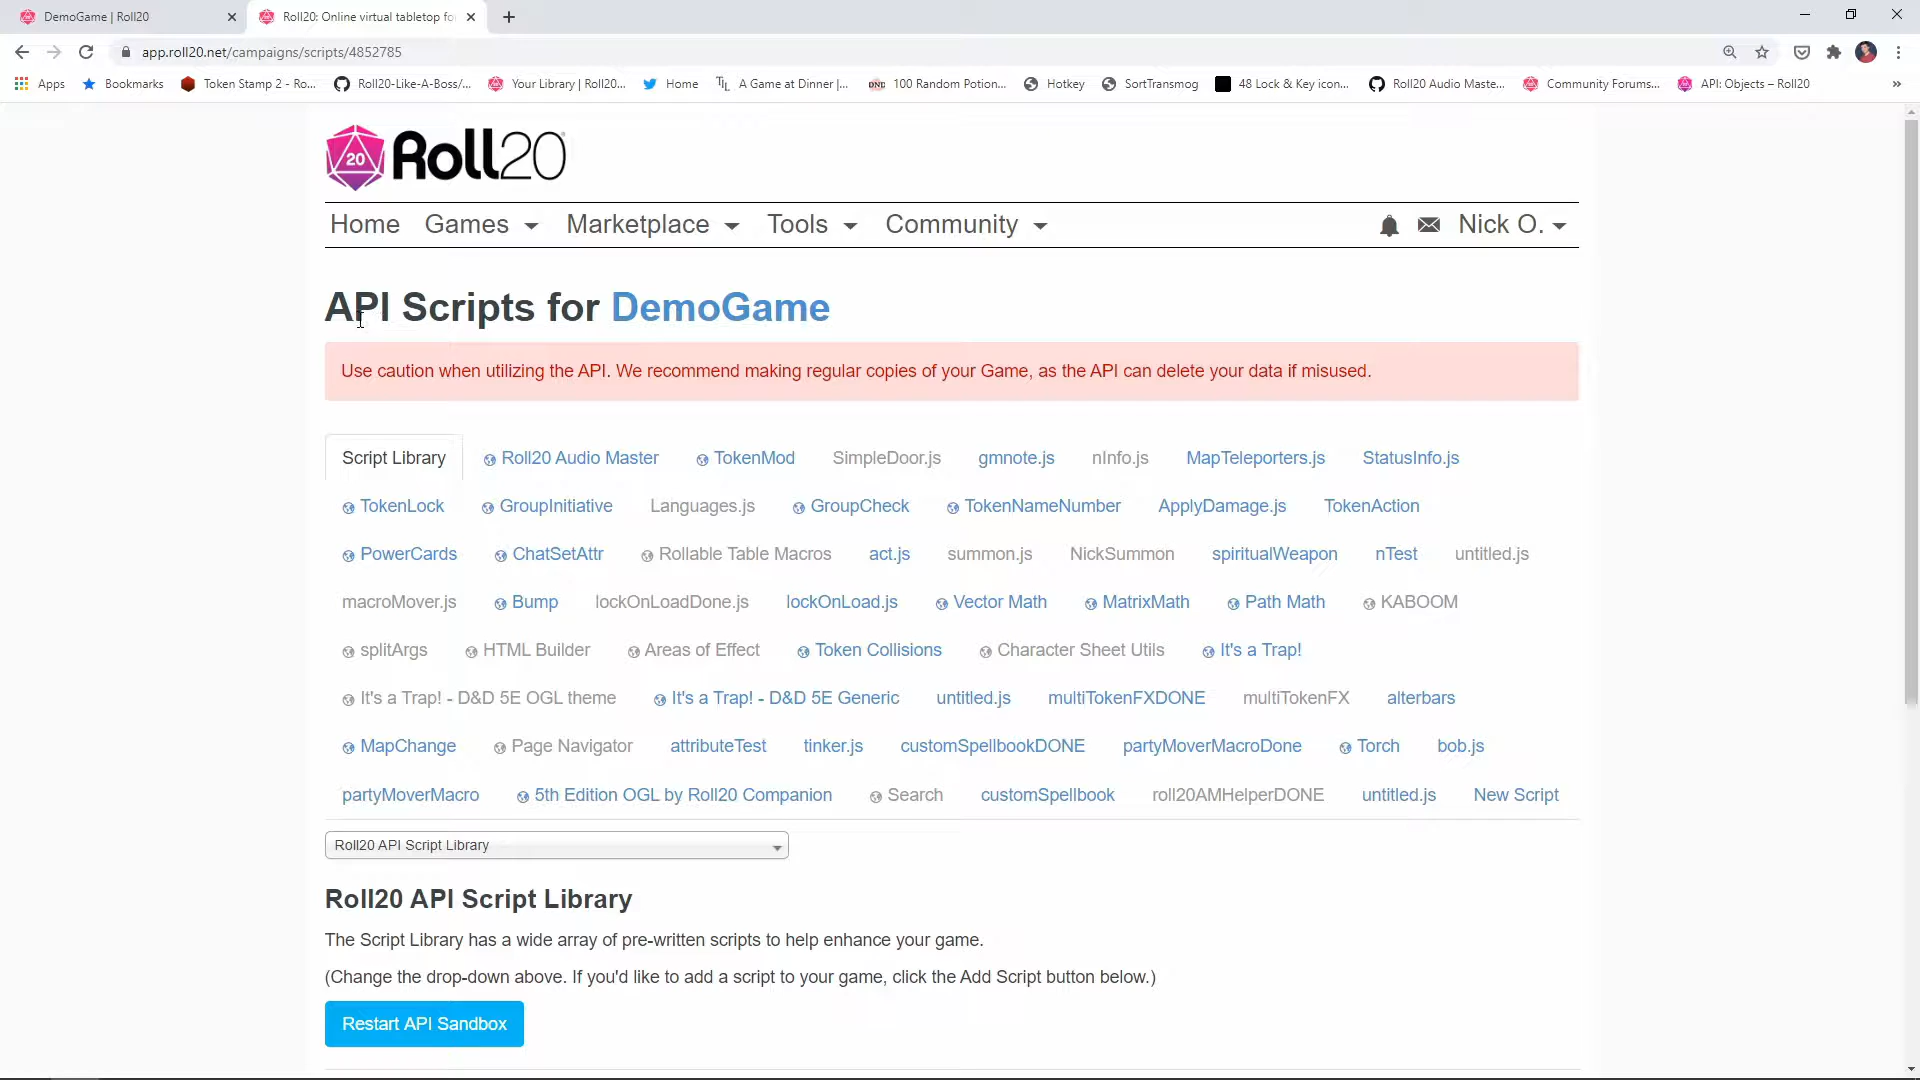 DemoGame | Roll20
Roll20: Online virtual tabletop fo
app.roll20.net/campaigns/scripts/4852785
Apps Bookmarks Token Stamp 2 - Ro... Roll20-Like-A-Boss/... Your Library | Roll20... Home A Game at Dinner |... 100 Random Potion... Hotkey SortTransmog 48 Lock & Key icon... Roll20 Audio Maste... Community Forums... API: Objects – Roll20 »
20 Roll20
Home Games Marketplace Tools Community Nick O.
API Scripts for DemoGame
Use caution when utilizing the API. We recommend making regular copies of your Game, as the API can delete your data if misused.
Script Library Roll20 Audio Master TokenMod SimpleDoor.js gmnote.js nInfo.js MapTeleporters.js StatusInfo.js
TokenLock GroupInitiative Languages.js GroupCheck TokenNameNumber ApplyDamage.js TokenAction
PowerCards ChatSetAttr Rollable Table Macros act.js summon.js NickSummon spiritualWeapon nTest untitled.js
macroMover.js Bump lockOnLoadDone.js lockOnLoad.js Vector Math MatrixMath Path Math KABOOM
splitArgs HTML Builder Areas of Effect Token Collisions Character Sheet Utils It's a Trap!
It's a Trap! - D&D 5E OGL theme It's a Trap! - D&D 5E Generic untitled.js multiTokenFXDONE multiTokenFX alterbars
MapChange Page Navigator attributeTest tinker.js customSpellbookDONE partyMoverMacroDone Torch bob.js
partyMoverMacro 5th Edition OGL by Roll20 Companion Search customSpellbook roll20AMHelperDONE untitled.js New Script
Roll20 API Script Library
Roll20 API Script Library
The Script Library has a wide array of pre-written scripts to help enhance your game.
(Change the drop-down above. If you'd like to add a script to your game, click the Add Script button below.)
Restart API Sandbox